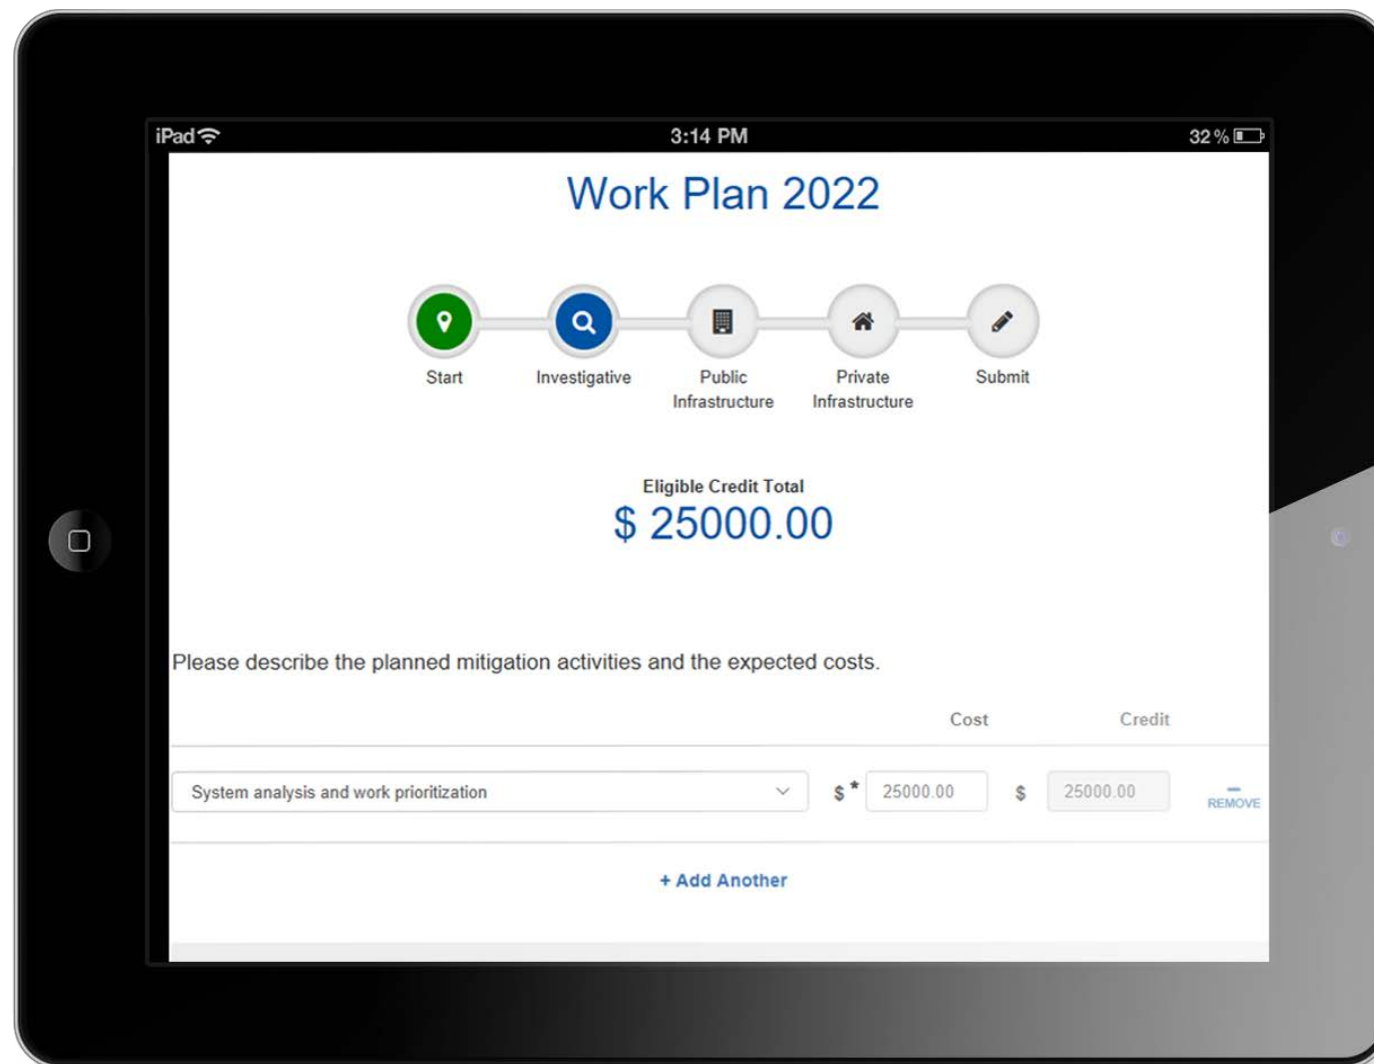 iPad 3:14 PM 32 %
Work Plan 2022
Start Investigative Public Private Submit
Infrastructure Infrastructure
Eligible Credit Total
$ 25000.00
Please describe the planned mitigation activities and the expected costs.
Cost Credit
System analysis and work prioritization $ * 25000.00 $ 25000.00 REMOVE
+ Add Another